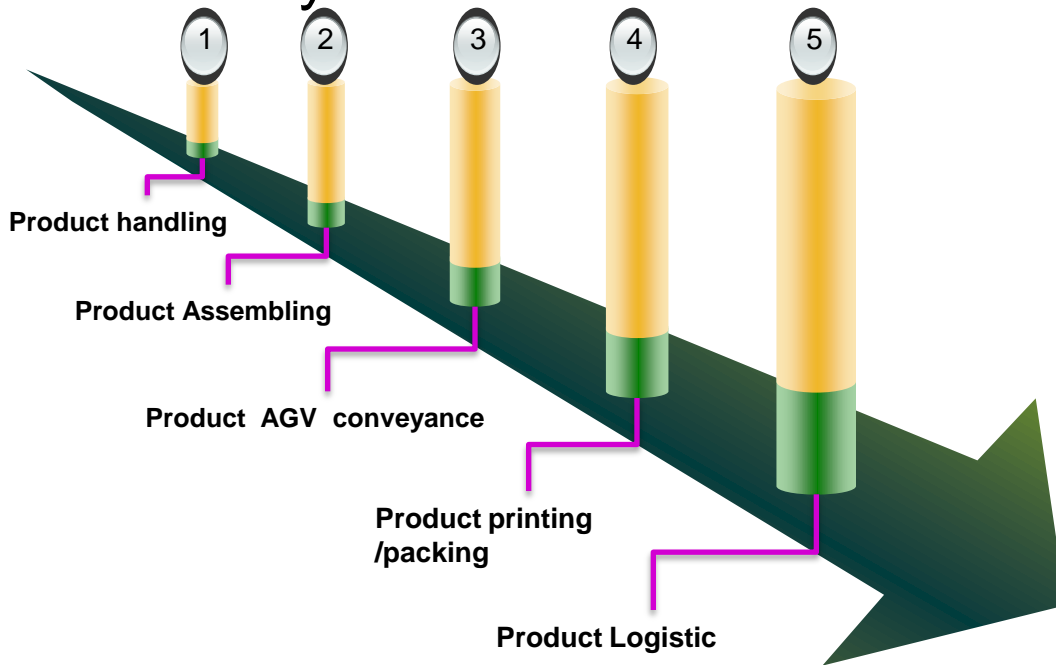 1
2
3
4
5
Product handling
Product Assembling
Product AGV conveyance
Product printing
/packing
Product Logistic